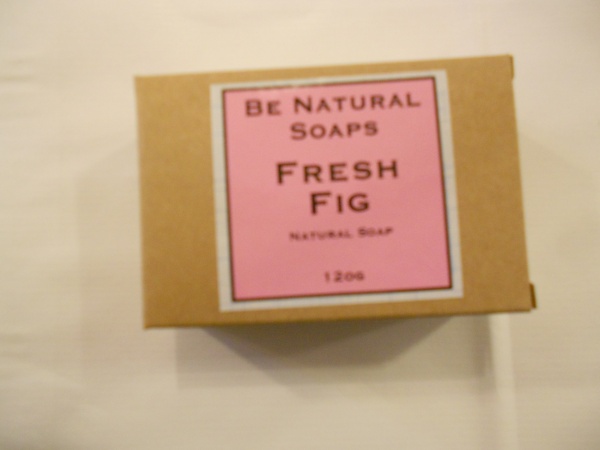 Be Natural
Soaps
Fresh
Fig
Natural Soap
120g